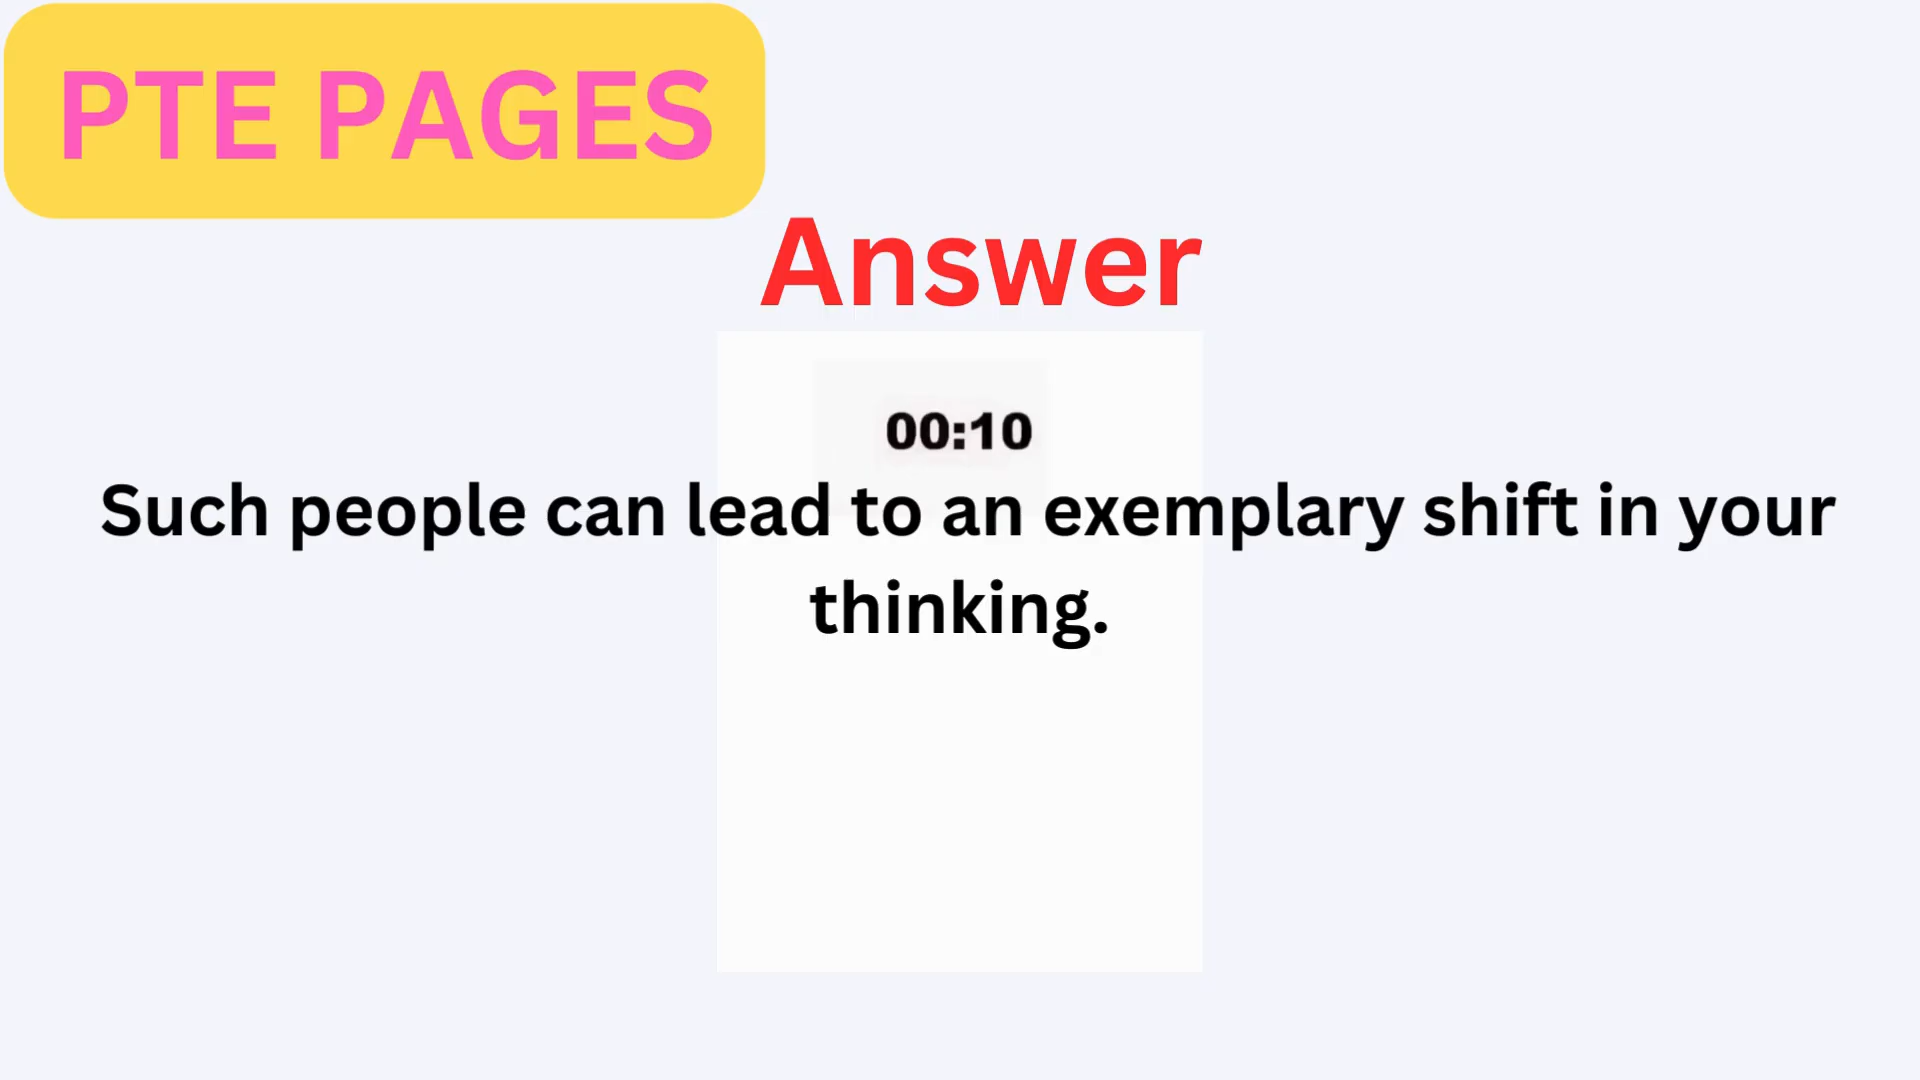 PTE PAGES
Answer
00:10
Such people can lead to an exemplary shift in your
thinking.